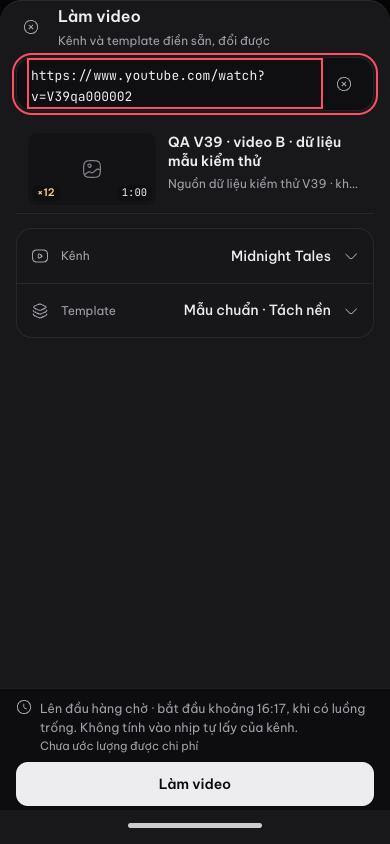 Làm video
Kênh và template điền sẵn, đổi được
https://www.youtube.com/watch?
v=V39qa000002
QA V39 · video B · dữ liệu
mẫu kiểm thử
Nguồn dữ liệu kiểm thử V39 · kh…
×12
1:00
Kênh
Midnight Tales
Template
Mẫu chuẩn · Tách nền
Lên đầu hàng chờ · bắt đầu khoảng 16:17, khi có luồng
trống. Không tính vào nhịp tự lấy của kênh.
Chưa ước lượng được chi phí
Làm video